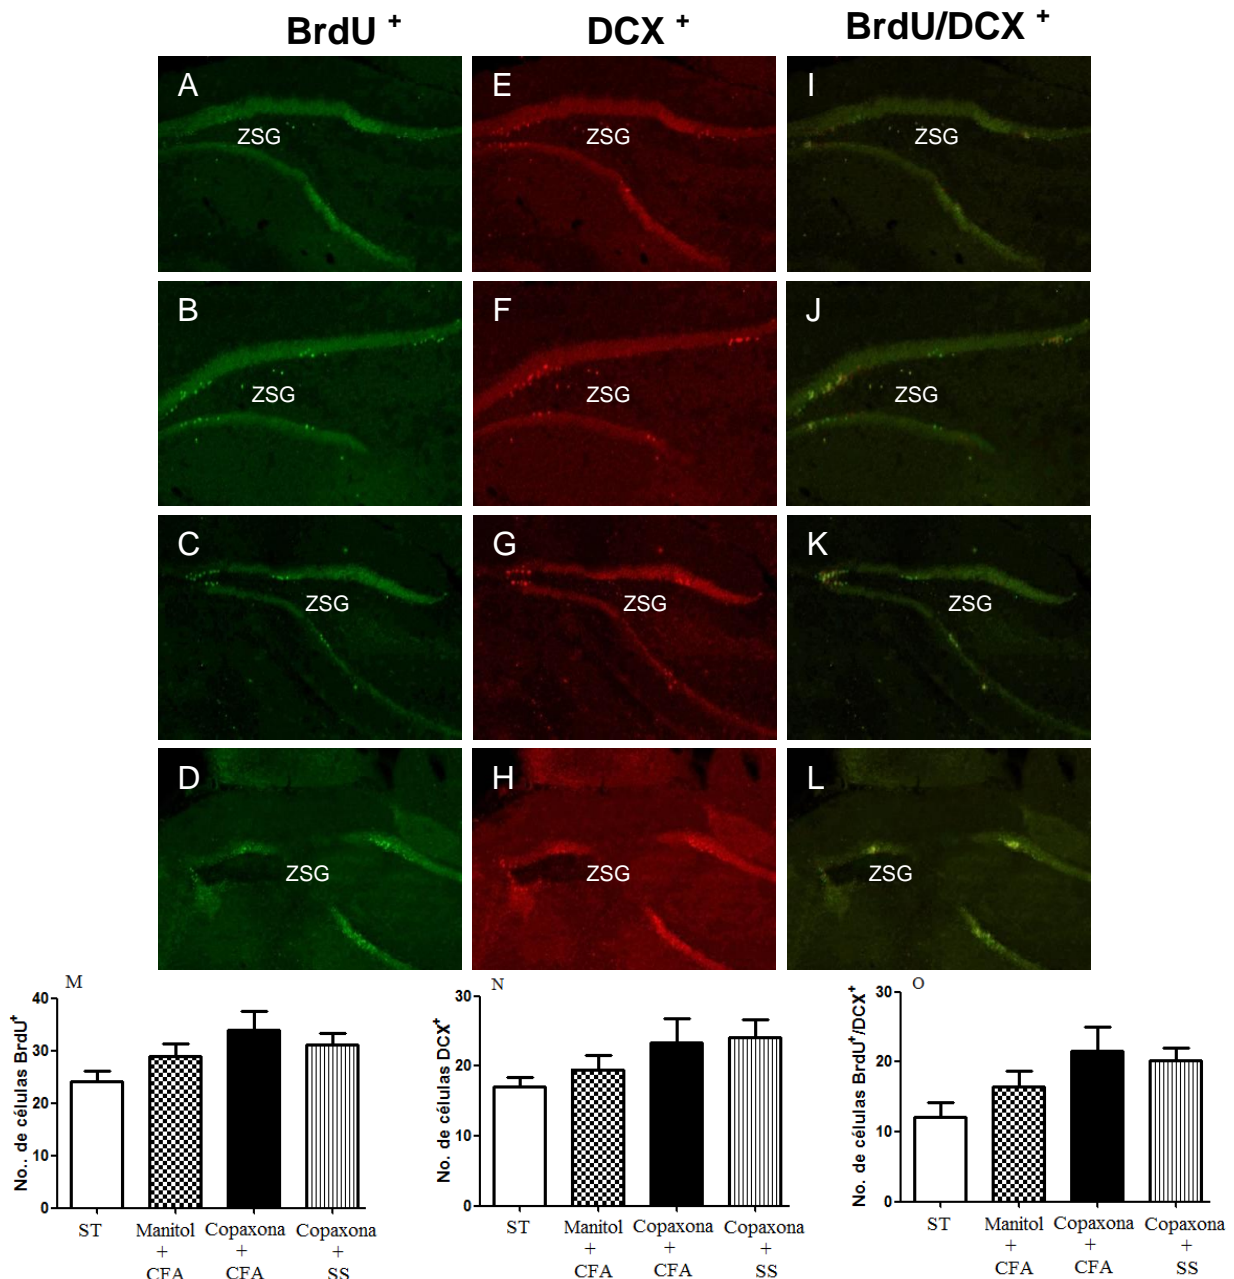 BrdU + DCX + BrdU/DCX +
A E I
ZSG ZSG ZSG
B F J
ZSG ZSG ZSG
C G K
ZSG ZSG ZSG
D H L
ZSG ZSG ZSG
M
No.. de células BrdU+
40
30
20
10
0
ST Manitol + CFA Copaxona + CFA Copaxona + SS
N
No. de células DCX+
30
20
10
0
ST Manitol + CFA Copaxona + CFA Copaxona + SS
O
No. de células BrdU+/DCX+
30
20
10
0
ST Manitol + CFA Copaxona + CFA Copaxona + SS